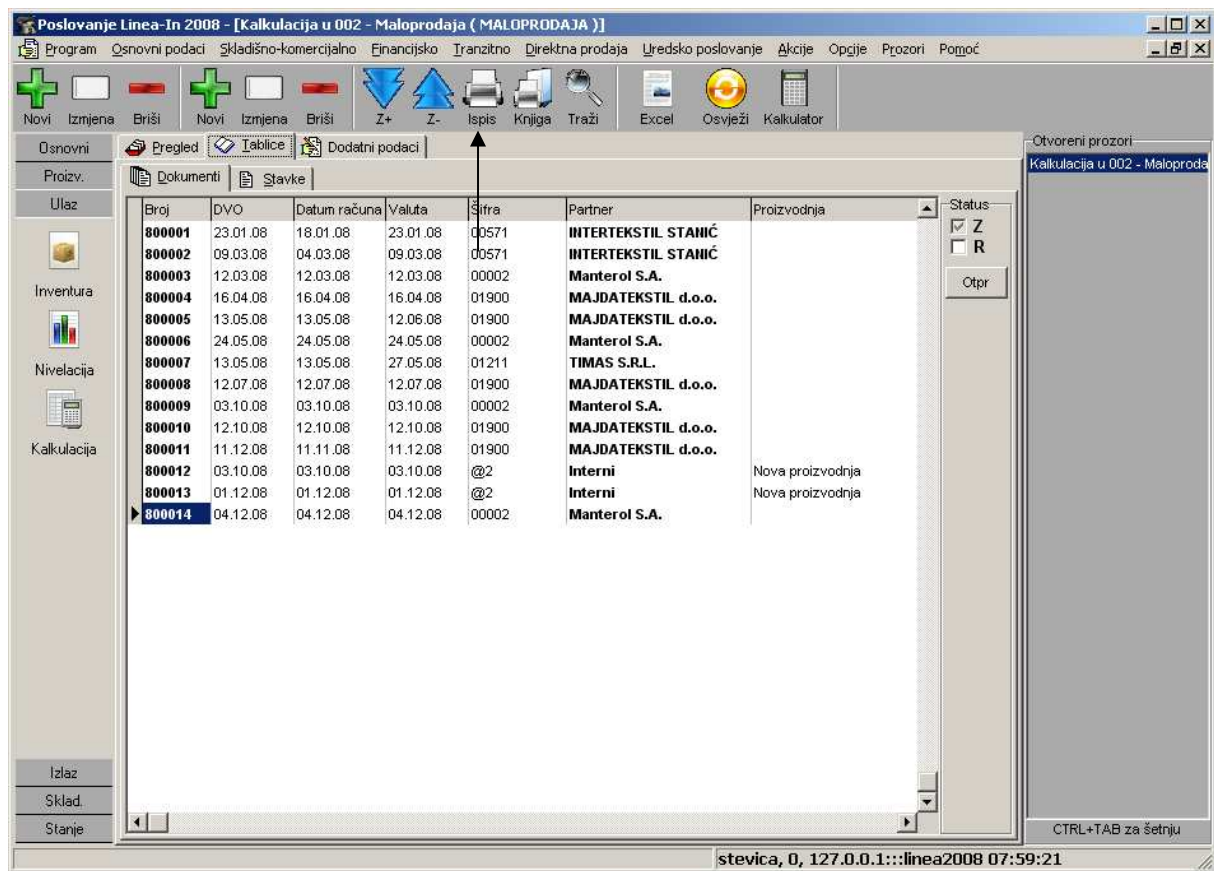 Poslovanje Linea-In 2008 - [Kalkulacija u 002 - Maloprodaja ( MALOPRODAJA )]
Program Osnovni podaci Skladišno-komercijalno Financijsko Tranzitno Direktna prodaja Uredsko poslovanje Akcije Opcije Prozori Pomoć
Novi Izmjena Briši Novi Izmjena Briši Z+ Z- Ispis Knjiga Traži Excel Osvježi Kalkulator
Osnovni Pregled Tablice Dodatni podaci Otvoreni prozori
Proizv. Dokumenti Stavke Kalkulacija u 002 - Maloproda
Ulaz
Broj DVO Datum računa Valuta Šifra Partner Proizvodnja Status
800001 23.01.08 18.01.08 23.01.08 00571 INTERTEKSTIL STANIĆ Z
800002 09.03.08 04.03.08 09.03.08 00571 INTERTEKSTIL STANIĆ R
800003 12.03.08 12.03.08 12.03.08 00002 Manterol S.A. Otpr
Inventura
800004 16.04.08 16.04.08 16.04.08 01900 MAJDATEKSTIL d.o.o.
800005 13.05.08 13.05.08 12.06.08 01900 MAJDATEKSTIL d.o.o.
800006 24.05.08 24.05.08 24.05.08 00002 Manterol S.A.
Nivelacija
800007 13.05.08 13.05.08 27.05.08 01211 TIMAS S.R.L.
800008 12.07.08 12.07.08 12.07.08 01900 MAJDATEKSTIL d.o.o.
800009 03.10.08 03.10.08 03.10.08 00002 Manterol S.A.
800010 12.10.08 12.10.08 12.10.08 01900 MAJDATEKSTIL d.o.o.
Kalkulacija
800011 11.12.08 11.11.08 11.12.08 01900 MAJDATEKSTIL d.o.o.
800012 03.10.08 03.10.08 03.10.08 @2 Interni Nova proizvodnja
800013 01.12.08 01.12.08 01.12.08 @2 Interni Nova proizvodnja
800014 04.12.08 04.12.08 04.12.08 00002 Manterol S.A.
Izlaz
Sklad.
Stanje
CTRL+TAB za šetnju
stevica, 0, 127.0.0.1:::linea2008 07:59:21